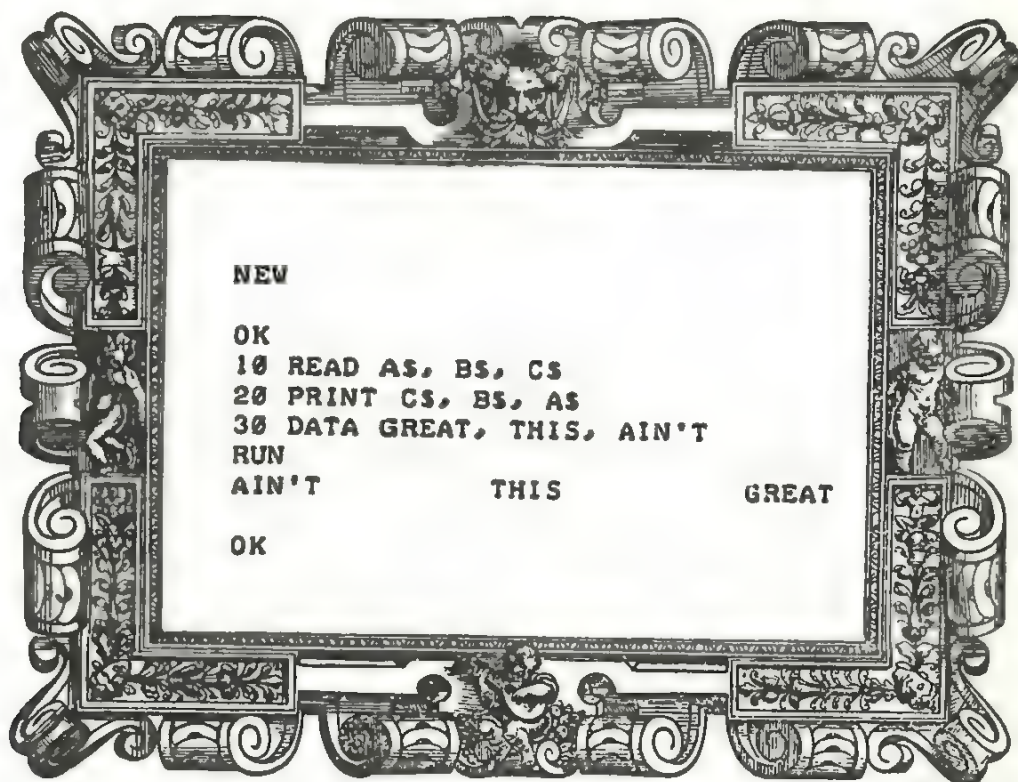 NEW
OK
10 READ A$, B$, C$
20 PRINT C$, B$, A$
30 DATA GREAT, THIS, AIN'T
RUN
AIN'T THIS GREAT
OK